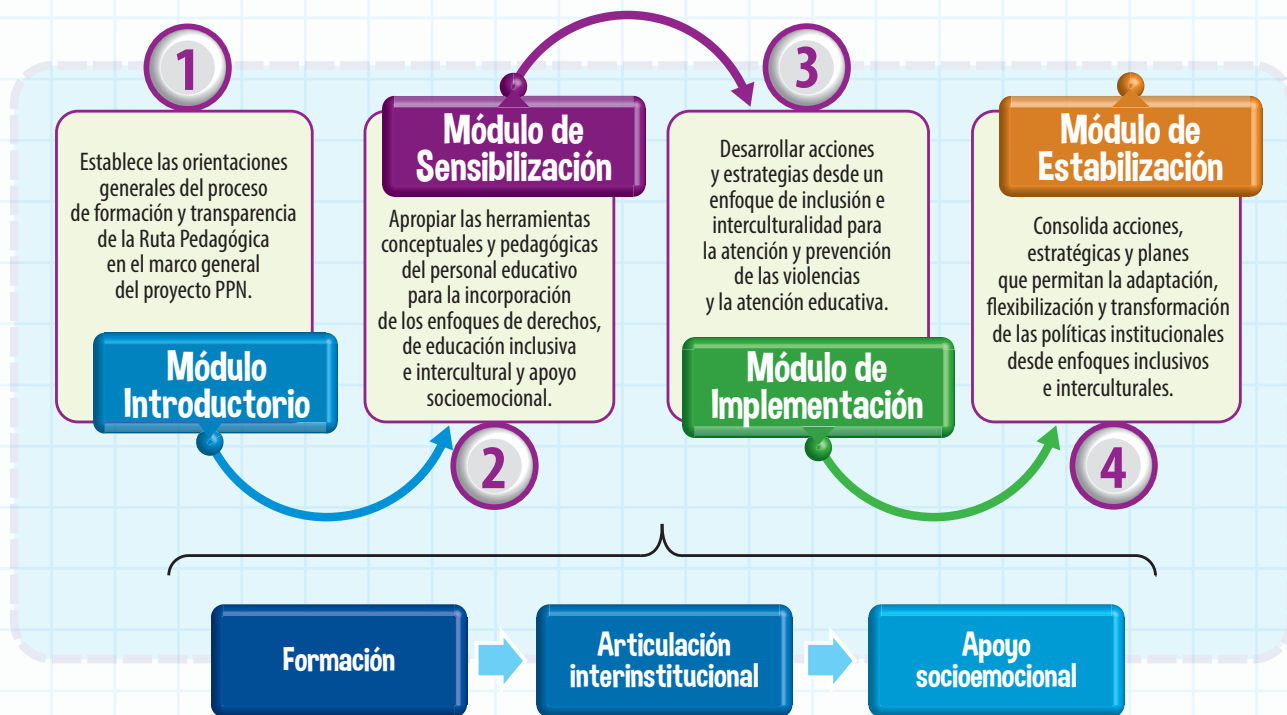 1
Establece las orientaciones
generales del proceso
de formación y transparencia
de la Ruta Pedagógica
en el marco general
del proyecto PPN.
Módulo
Introductorio
Módulo de
Sensibilización
Apropiar las herramientas
conceptuales y pedagógicas
del personal educativo
para la incorporación
de los enfoques de derechos,
de educación inclusiva
e intercultural y apoyo
socioemocional.
2
3
Desarrollar acciones
y estrategias desde un
enfoque de inclusión e
interculturalidad para
la atención y prevención
de las violencias
y la atención educativa.
Módulo de
Implementación
Módulo de
Estabilización
Consolida acciones,
estratégicas y planes
que permitan la adaptación,
flexibilización y transformación
de las políticas institucionales
desde enfoques inclusivos
e interculturales.
4
Formación
Articulación
interinstitucional
Apoyo
socioemocional